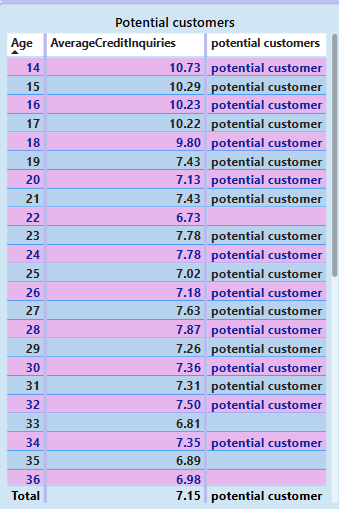 Potential customers
Age AverageCreditInquiries potential customers
14 10.73 potential customer
15 10.29 potential customer
16 10.23 potential customer
17 10.22 potential customer
18 9.80 potential customer
19 7.43 potential customer
20 7.13 potential customer
21 7.43 potential customer
22 6.73
23 7.78 potential customer
24 7.78 potential customer
25 7.02 potential customer
26 7.18 potential customer
27 7.63 potential customer
28 7.87 potential customer
29 7.26 potential customer
30 7.36 potential customer
31 7.31 potential customer
32 7.50 potential customer
33 6.81
34 7.35 potential customer
35 6.89
36 6.98
Total 7.15 potential customer